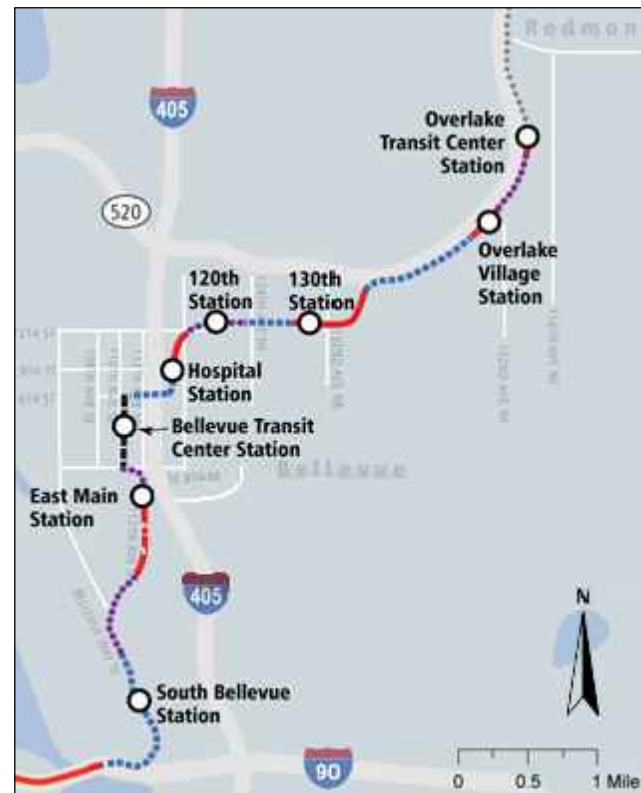 Redmon
405
Overlake
Transit Center
Station
520
Overlake
Village
Station
120th
Station
130th
Station
Hospital
Station
Bellevue Transit
Center Station
Bellevue
East Main
Station
405
N
South Bellevue
Station
90
0 0.5 1 Mile